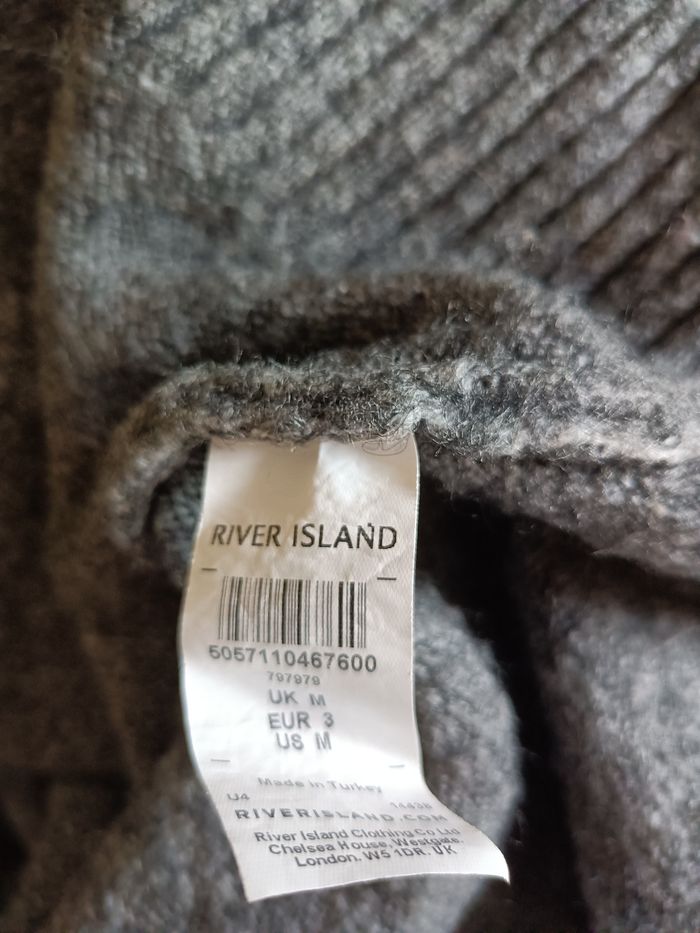 RIVER ISLAND
5057110467600
797979
UK M
EUR 3
US M
Made in Turkey
U4
RIVERISLAND.COM
River Island Clothing Co Ltd
Chelsea House, Westgate,
London. W5 1DR. UK